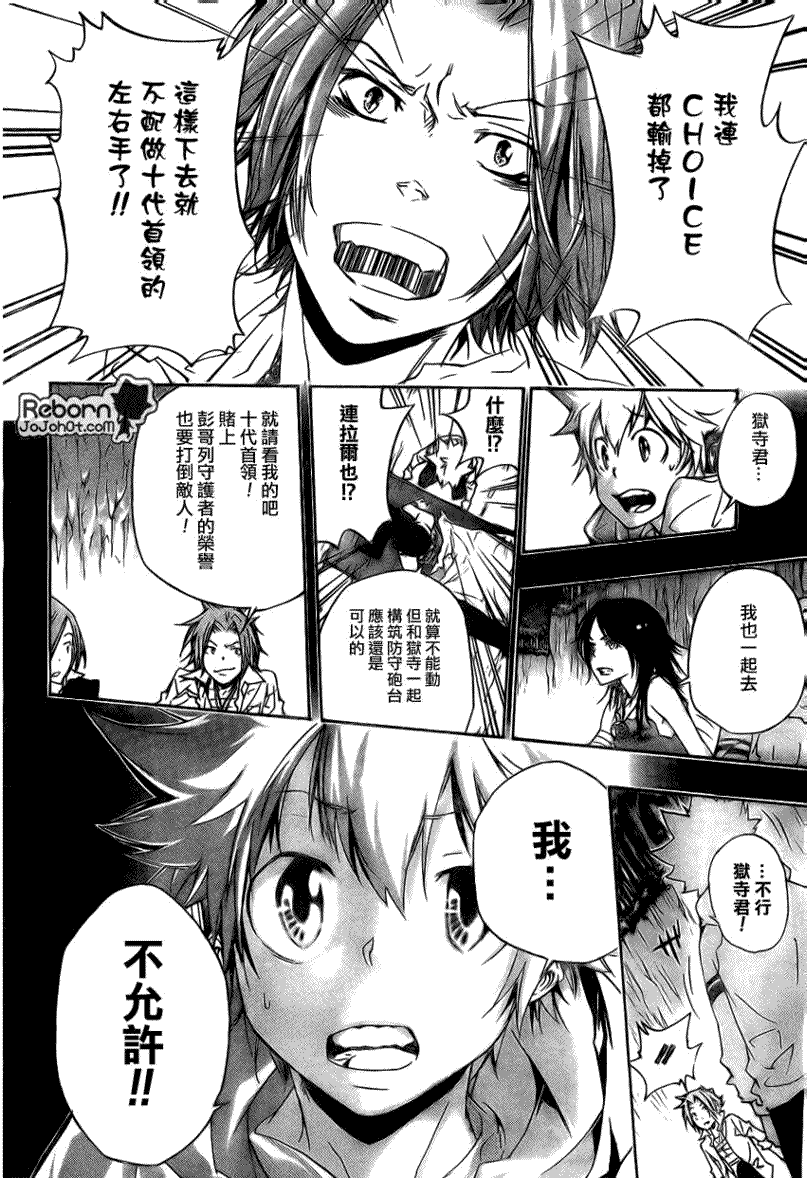 我連
CHOICE
都輸掉了
這樣下去就
不配做十代首領的
左右手了!!
獄寺君…
什麼!?
連拉爾也!?
就請看我的吧
十代首領！
賭上
彭哥列守護者的榮譽
也要打倒敵人！
我也一起去
就算不能動
但和獄寺一起
構筑防守砲台
應該還是
可以的
…不行
獄寺君！
我…
不允許!!
Reborn
JoJoHot.com